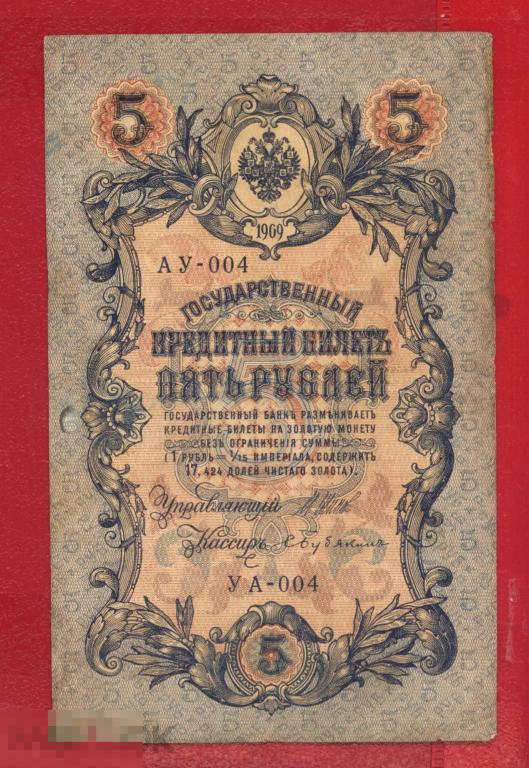 5 5
1909
АУ-004
ГОСУДАРСТВЕННЫЙ
КРЕДИТНЫЙ БИЛЕТЪ
ПЯТЬ РУБЛЕЙ
ГОСУДАРСТВЕННЫЙ БАНКЪ РАЗМѢНИВАЕТЪ
КРЕДИТНЫЕ БИЛЕТЫ НА ЗОЛОТУЮ МОНЕТУ
БЕЗЪ ОГРАНИЧЕНІЯ СУММЫ
(1 РУБЛЬ = 1/15 ИМПЕРІАЛА, СОДЕРЖИТЪ
17,424 ДОЛЕЙ ЧИСТАГО ЗОЛОТА).
Управляющій
Кассиръ
УА-004
5